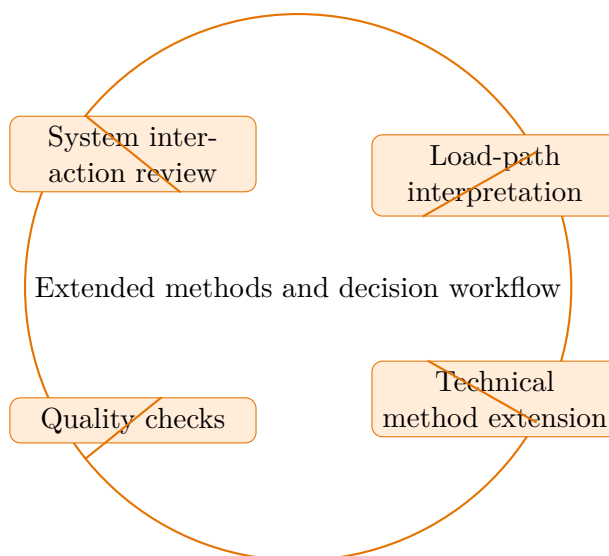 System inter-
action review
Load-path
interpretation
Extended methods and decision workflow
Quality checks
Technical
method extension